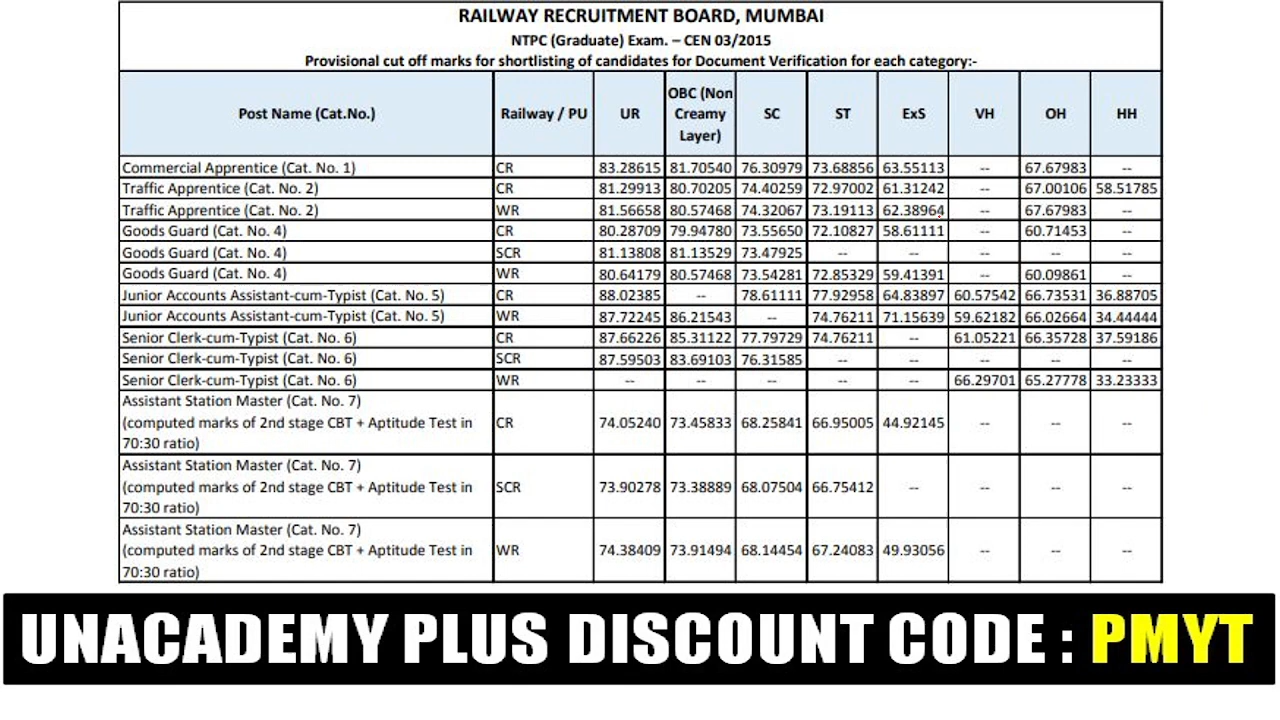 RAILWAY RECRUITMENT BOARD, MUMBAI
NTPC (Graduate) Exam. – CEN 03/2015
Provisional cut off marks for shortlisting of candidates for Document Verification for each category:-
Post Name (Cat.No.) Railway / PU UR OBC (Non Creamy Layer) SC ST ExS VH OH HH
Commercial Apprentice (Cat. No. 1) CR 83.28615 81.70540 76.30979 73.68856 63.55113 -- 67.67983 --
Traffic Apprentice (Cat. No. 2) CR 81.29913 80.70205 74.40259 72.97002 61.31242 -- 67.00106 58.51785
Traffic Apprentice (Cat. No. 2) WR 81.56658 80.57468 74.32067 73.19113 62.38964 -- 67.67983 --
Goods Guard (Cat. No. 4) CR 80.28709 79.94780 73.55650 72.10827 58.61111 -- 60.71453 --
Goods Guard (Cat. No. 4) SCR 81.13808 81.13529 73.47925 -- -- -- -- --
Goods Guard (Cat. No. 4) WR 80.64179 80.57468 73.54281 72.85329 59.41391 -- 60.09861 --
Junior Accounts Assistant-cum-Typist (Cat. No. 5) CR 88.02385 -- 78.61111 77.92958 64.83897 60.57542 66.73531 36.88705
Junior Accounts Assistant-cum-Typist (Cat. No. 5) WR 87.72245 86.21543 -- 74.76211 71.15639 59.62182 66.02664 34.44444
Senior Clerk-cum-Typist (Cat. No. 6) CR 87.66226 85.31122 77.79729 74.76211 -- 61.05221 66.35728 37.59186
Senior Clerk-cum-Typist (Cat. No. 6) SCR 87.59503 83.69103 76.31585 -- -- -- -- --
Senior Clerk-cum-Typist (Cat. No. 6) WR -- -- -- -- -- 66.29701 65.27778 33.23333
Assistant Station Master (Cat. No. 7)
(computed marks of 2nd stage CBT + Aptitude Test in CR 74.05240 73.45833 68.25841 66.95005 44.92145 -- -- --
70:30 ratio)
Assistant Station Master (Cat. No. 7)
(computed marks of 2nd stage CBT + Aptitude Test in SCR 73.90278 73.38889 68.07504 66.75412 -- -- -- --
70:30 ratio)
Assistant Station Master (Cat. No. 7)
(computed marks of 2nd stage CBT + Aptitude Test in WR 74.38409 73.91494 68.14454 67.24083 49.93056 -- -- --
70:30 ratio)
UNACADEMY PLUS DISCOUNT CODE : PMYT